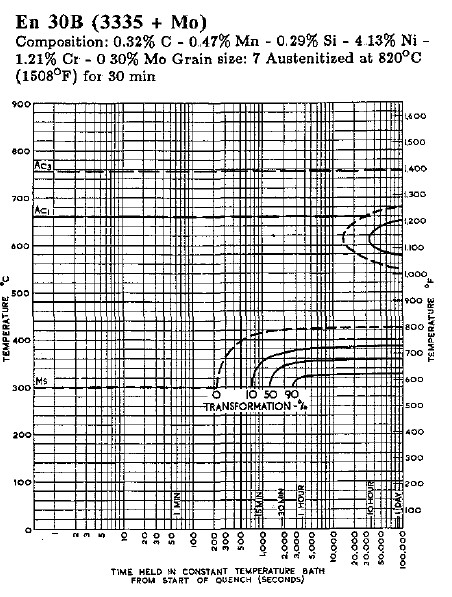 En 30B (3335 + Mo)
Composition: 0.32% C - 0.47% Mn - 0.29% Si - 4.13% Ni -
1.21% Cr - 0 30% Mo Grain size: 7 Austenitized at 820°C
(1508°F) for 30 min
900
800
700
600
500
400
300
200
100
0
TEMPERATURE °C
Ac3
Ac1
Ms
1,600
1,500
1,400
1,300
1,200
1,100
1,000
900
800
700
600
500
400
300
200
100
TEMPERATURE °F
0 10 50 90
TRANSFORMATION - %
1 MIN
15 MIN
30 MIN
1 HOUR
10 HOUR
1 DAY
1 2 3 5 10 20 30 50 100 200 300 500 1,000 2,000 3,000 5,000 10,000 20,000 30,000 50,000 100,000
TIME HELD IN CONSTANT TEMPERATURE BATH
FROM START OF QUENCH (SECONDS)